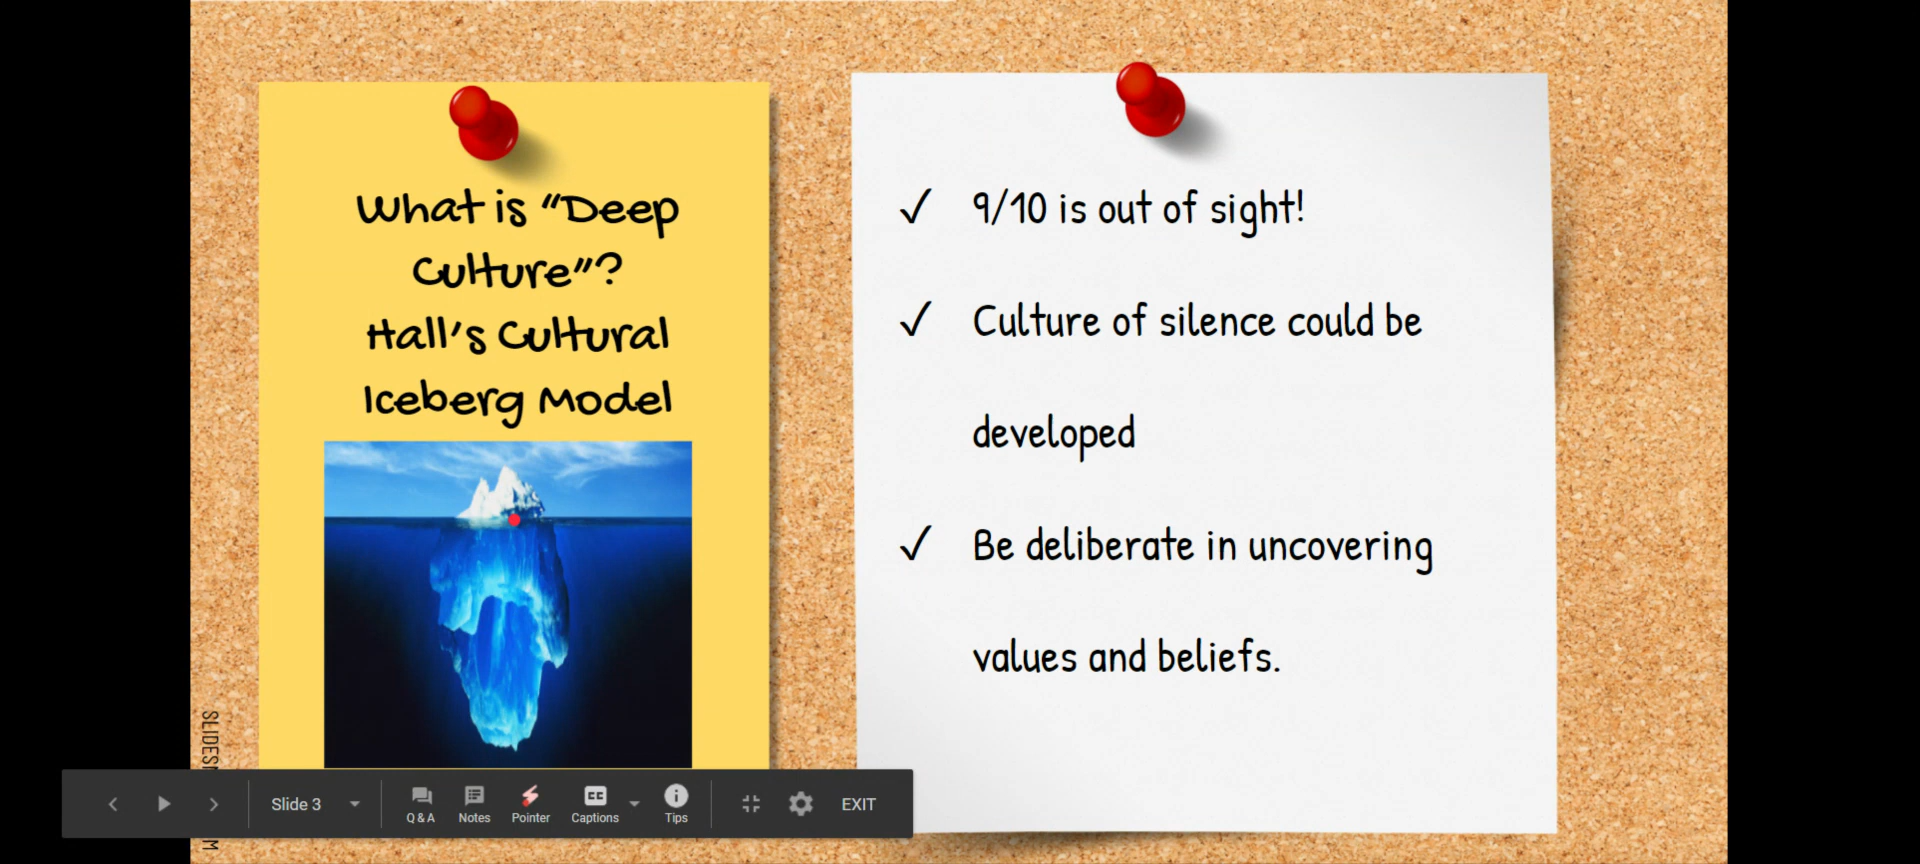 What is “Deep
Culture”?
Hall's Cultural
Iceberg Model
✓ 9/10 is out of sight!
✓ Culture of silence could be
developed
✓ Be deliberate in uncovering
values and beliefs.
Slide 3
Q & A
Notes
Pointer
CC
Captions
Tips
EXIT